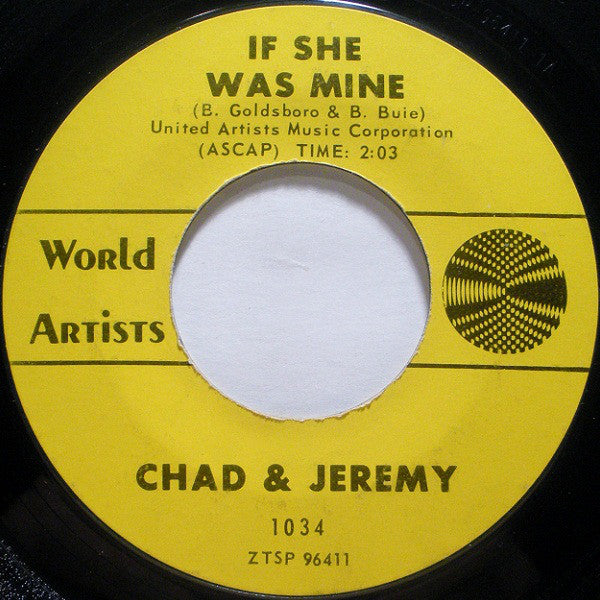 IF SHE
WAS MINE
(B. Goldsboro & B. Buie)
United Artists Music Corporation
(ASCAP) TIME: 2:03
World
Artists
CHAD & JEREMY
1034
ZTSP 96411